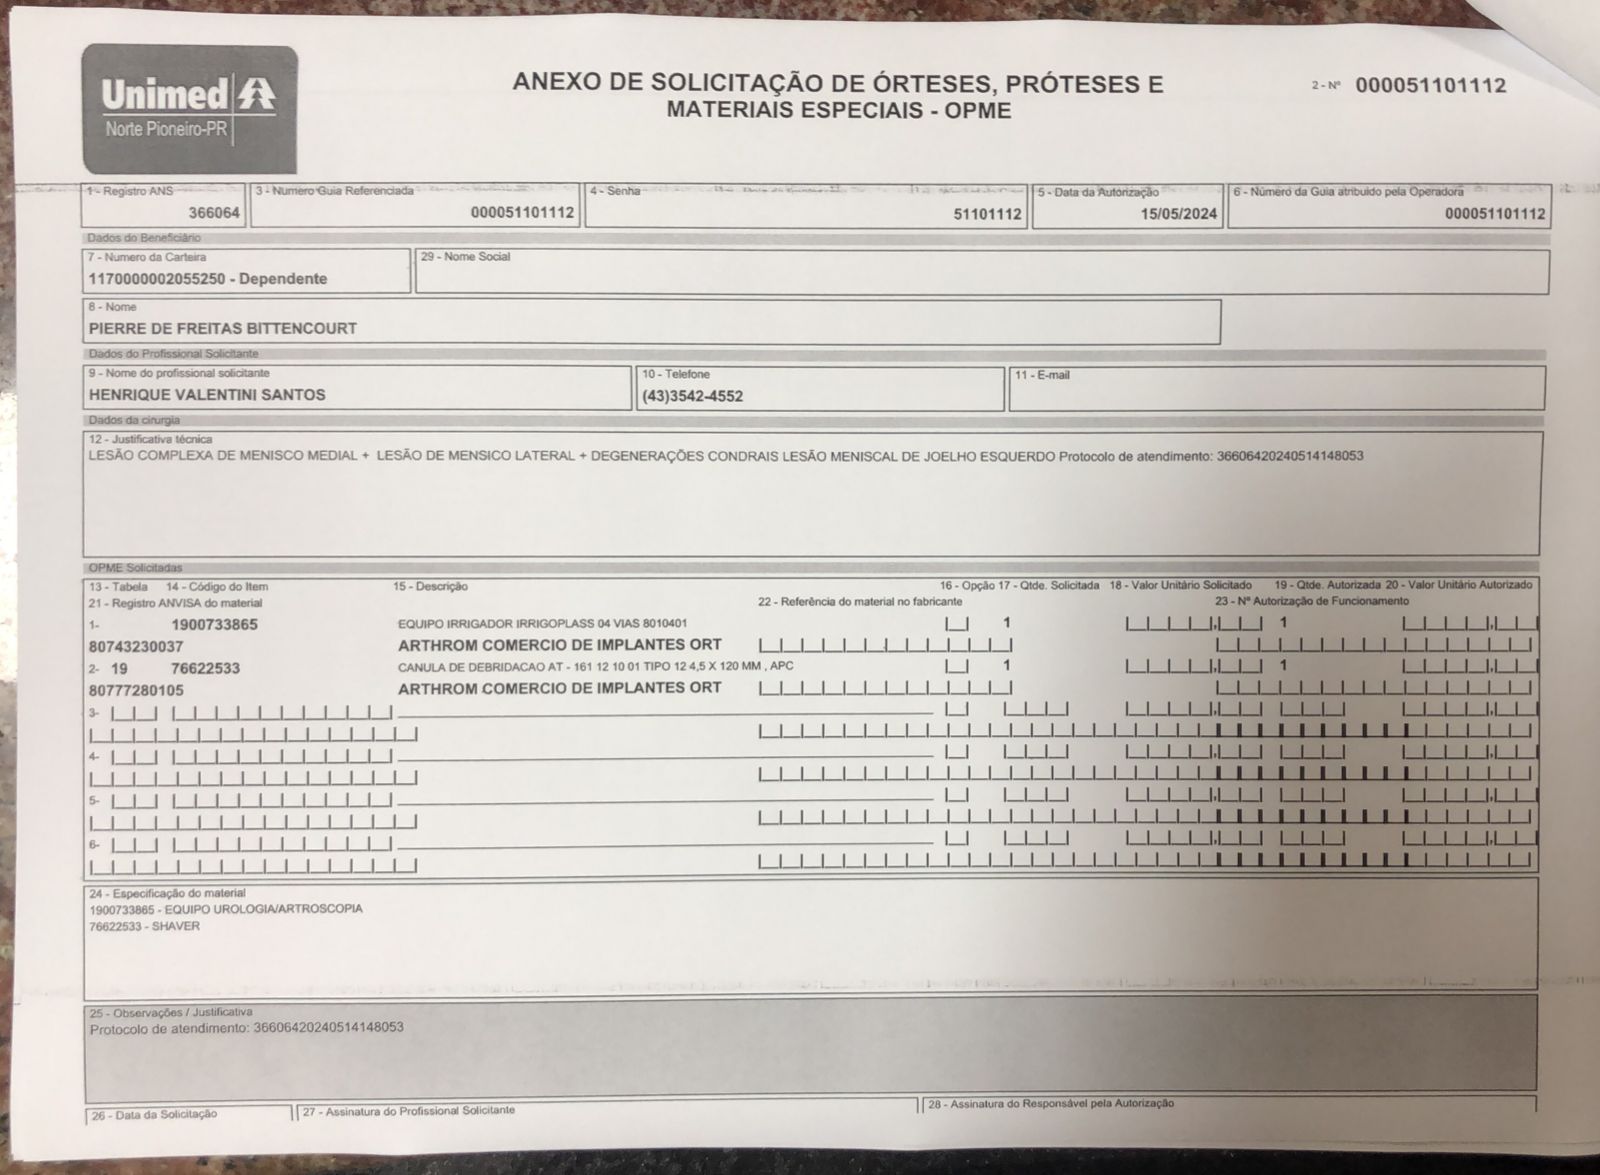 Unimed
Norte Pioneiro-PR
ANEXO DE SOLICITAÇÃO DE ÓRTESES, PRÓTESES E
MATERIAIS ESPECIAIS - OPME
2 - Nº 000051101112
1 - Registro ANS
366064
3 - Numero Guia Referenciada
000051101112
4 - Senha
51101112
5 - Data da Autorização
15/05/2024
6 - Número da Guia atribuido pela Operadora
000051101112
Dados do Beneficiário
7 - Numero da Carteira
1170000002055250 - Dependente
29 - Nome Social
8 - Nome
PIERRE DE FREITAS BITTENCOURT
Dados do Profissional Solicitante
9 - Nome do profissional solicitante
HENRIQUE VALENTINI SANTOS
10 - Telefone
(43)3542-4552
11 - E-mail
Dados da cirurgia
12 - Justificativa técnica
LESÃO COMPLEXA DE MENISCO MEDIAL + LESÃO DE MENSICO LATERAL + DEGENERAÇÕES CONDRAIS LESÃO MENISCAL DE JOELHO ESQUERDO Protocolo de atendimento: 36606420240514148053
OPME Solicitadas
13 - Tabela 14 - Código do Item 15 - Descrição 16 - Opção 17 - Qtde. Solicitada 18 - Valor Unitário Solicitado 19 - Qtde. Autorizada 20 - Valor Unitário Autorizado
21 - Registro ANVISA do material 22 - Referência do material no fabricante 23 - Nº Autorização de Funcionamento
1- 1900733865 EQUIPO IRRIGADOR IRRIGOPLASS 04 VIAS 8010401 1 1
80743230037 ARTHROM COMERCIO DE IMPLANTES ORT
2- 19 76622533 CANULA DE DEBRIDACAO AT - 161 12 10 01 TIPO 12 4,5 X 120 MM , APC 1 1
80777280105 ARTHROM COMERCIO DE IMPLANTES ORT
3-
4-
5-
6-
24 - Especificação do material
1900733865 - EQUIPO UROLOGIA/ARTROSCOPIA
76622533 - SHAVER
25 - Observações / Justificativa
Protocolo de atendimento: 36606420240514148053
26 - Data da Solicitação
27 - Assinatura do Profissional Solicitante
28 - Assinatura do Responsável pela Autorização